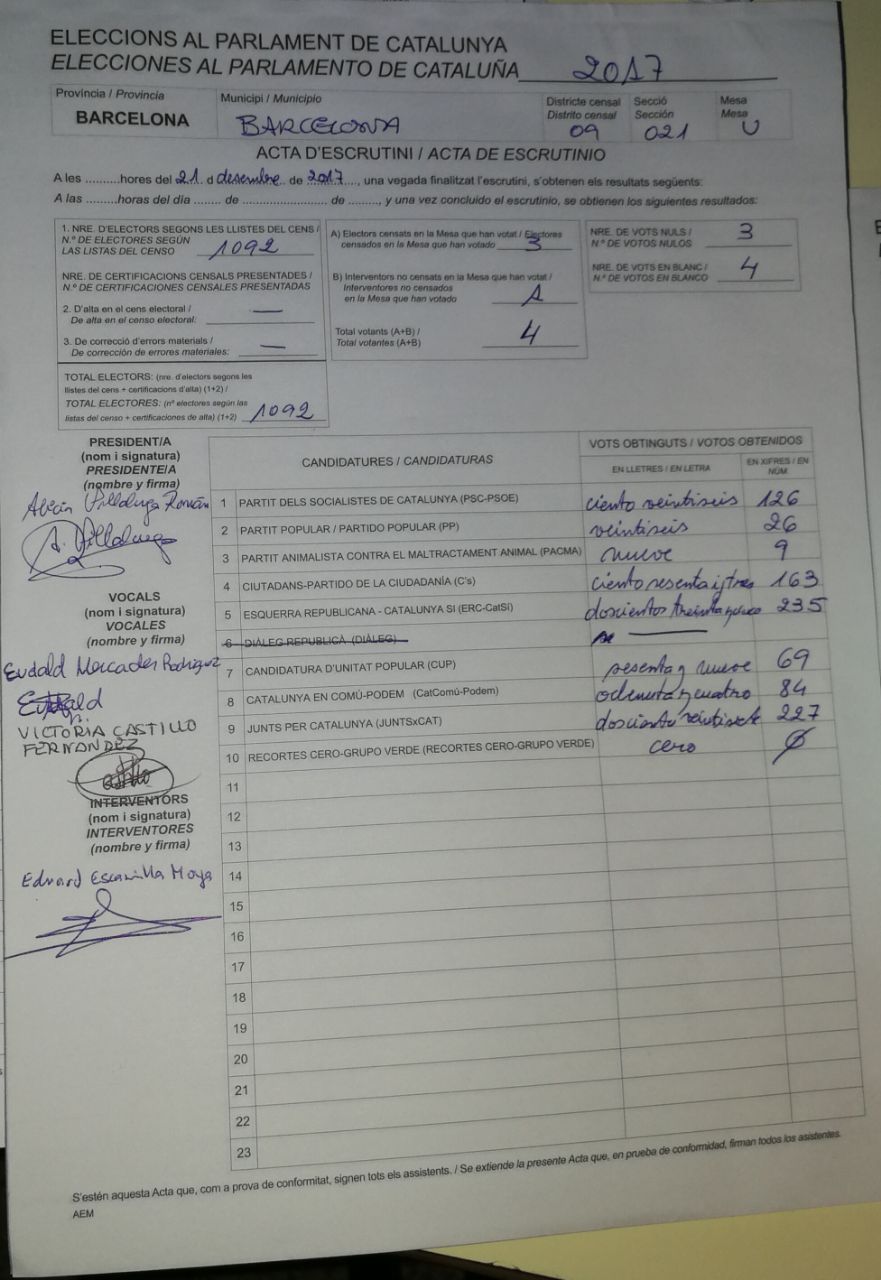 ELECCIONS AL PARLAMENT DE CATALUNYA
ELECCIONES AL PARLAMENTO DE CATALUÑA 2017
Provincia / Provincia
BARCELONA
Municipi / Municipio
BARCELONA
Districte censal
Distrito censal
09
Secció
Sección
021
Mesa
Mesa
U
ACTA D'ESCRUTINI / ACTA DE ESCRUTINIO
A les ..........hores del 21 d desembre de 2017...., una vegada finalitzat l'escrutini, s'obtenen els resultats següents:
A las ..........horas del día ........ de ........................ de ........., y una vez concluido el escrutinio, se obtienen los siguientes resultados:
1. NRE. D'ELECTORS SEGONS LES LLISTES DEL CENS /
N.º DE ELECTORES SEGÚN
LAS LISTAS DEL CENSO 1092
NRE. DE CERTIFICACIONS CENSALS PRESENTADES /
N.º DE CERTIFICACIONES CENSALES PRESENTADAS
2. D'alta en el cens electoral / —
De alta en el censo electoral:
3. De correcció d'errors materials / —
De corrección de errores materiales:
TOTAL ELECTORS: (nre. d'electors segons les
llistes del cens + certificacions d'alta) (1+2) /
TOTAL ELECTORES: (nº electores según las
listas del censo + certificaciones de alta) (1+2) 1092
A) Electors censats en la Mesa que han votat / Electores
censados en la Mesa que han votado 3
B) Interventors no censats en la Mesa que han votat /
Interventores no censados
en la Mesa que han votado 1
Total votants (A+B) /
Total votantes (A+B) 4
NRE. DE VOTS NULS /
N.º DE VOTOS NULOS 3
NRE. DE VOTS EN BLANC /
N.º DE VOTOS EN BLANCO 4
PRESIDENT/A
(nom i signatura)
PRESIDENTE/A
(nombre y firma)
Villaluga Román
A. Villaluga
VOCALS
(nom i signatura)
VOCALES
(nombre y firma)
Eudald Mercader Rodriguez
Eudald
VICTORIA CASTILLO
FERNANDEZ
INTERVENTORS
(nom i signatura)
INTERVENTORES
(nombre y firma)
Eduard Escamilla Moya
CANDIDATURES / CANDIDATURAS
VOTS OBTINGUTS / VOTOS OBTENIDOS
EN LLETRES / EN LETRA
EN XIFRES / EN
NÚM.
1 PARTIT DELS SOCIALISTES DE CATALUNYA (PSC-PSOE) ciento veintiseis 126
2 PARTIT POPULAR / PARTIDO POPULAR (PP) veintiseis 26
3 PARTIT ANIMALISTA CONTRA EL MALTRACTAMENT ANIMAL (PACMA) nueve 9
4 CIUTADANS-PARTIDO DE LA CIUDADANÍA (C's) ciento sesenta y tres 163
5 ESQUERRA REPUBLICANA - CATALUNYA SI (ERC-CatSí) doscientos treinta y cinco 235
6 DIÀLEG REPUBLICÀ (DIÀLEG) —
7 CANDIDATURA D'UNITAT POPULAR (CUP) sesenta y nueve 69
8 CATALUNYA EN COMÚ-PODEM (CatComú-Podem) ochenta y cuatro 84
9 JUNTS PER CATALUNYA (JUNTSxCAT) doscientos veintisiete 227
10 RECORTES CERO-GRUPO VERDE (RECORTES CERO-GRUPO VERDE) cero 0
11
12
13
14
15
16
17
18
19
20
21
22
23
S'estén aquesta Acta que, com a prova de conformitat, signen tots els assistents. / Se extiende la presente Acta que, en prueba de conformidad, firman todos los asistentes.
AEM